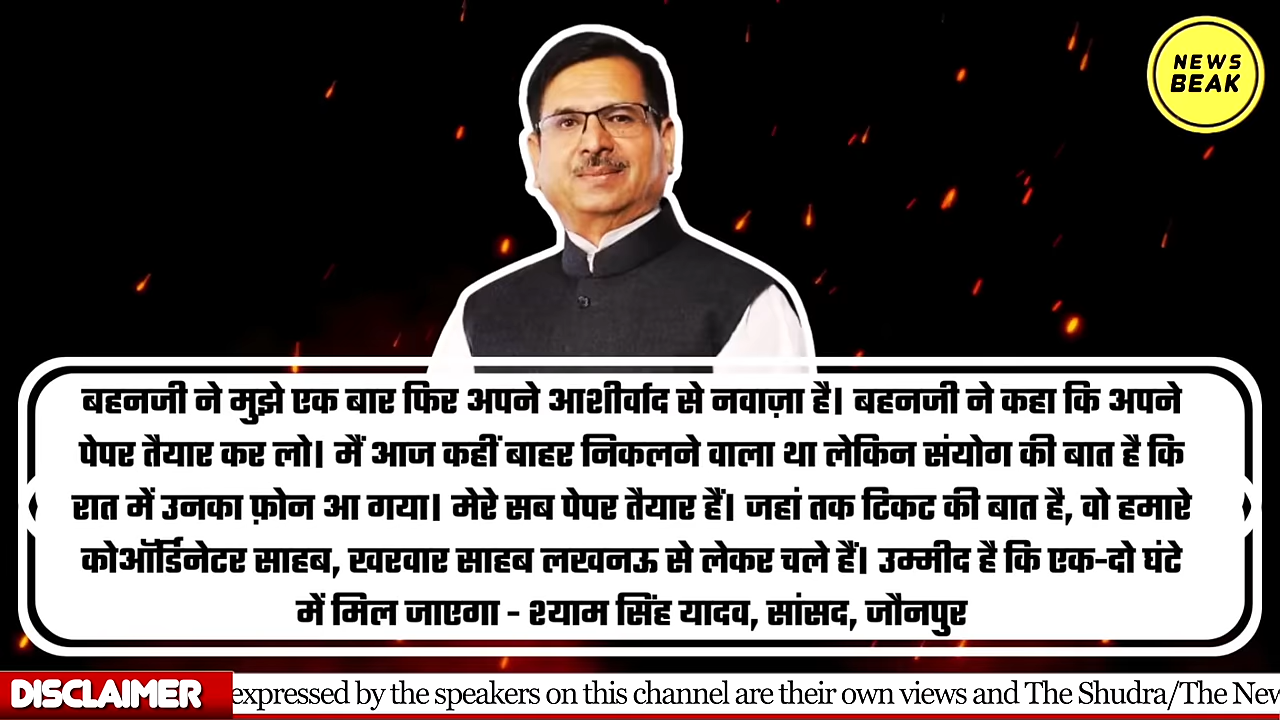 NEWS
BEAK
बहनजी ने मुझे एक बार फिर अपने आशीर्वाद से नवाज़ा है। बहनजी ने कहा कि अपने
पेपर तैयार कर लो। मैं आज कहीं बाहर निकलने वाला था लेकिन संयोग की बात है कि
रात में उनका फ़ोन आ गया। मेरे सब पेपर तैयार हैं। जहां तक टिकट की बात है, वो हमारे
कोऑर्डिनेटर साहब, खरवार साहब लखनऊ से लेकर चले हैं। उम्मीद है कि एक-दो घंटे
में मिल जाएगा - श्याम सिंह यादव, सांसद, जौनपुर
DISCLAIMER expressed by the speakers on this channel are their own views and The Shudra/The New